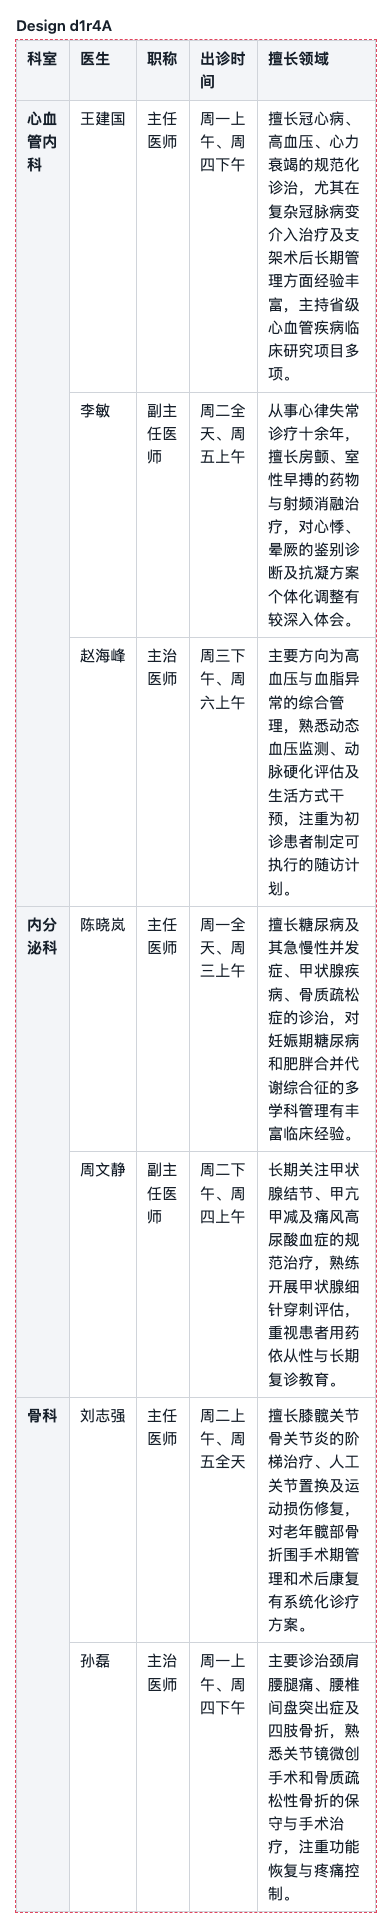 Design d1r4A
科室
医生
职称
出诊时
间
擅长领域
心血
管内
科
王建国
主任
医师
周一上
午、周
四下午
擅长冠心病、
高血压、心力
衰竭的规范化
诊治，尤其在
复杂冠脉病变
介入治疗及支
架术后长期管
理方面经验丰
富，主持省级
心血管疾病临
床研究项目多
项。
李敏
副主
任医
师
周二全
天、周
五上午
从事心律失常
诊疗十余年，
擅长房颤、室
性早搏的药物
与射频消融治
疗，对心悸、
晕厥的鉴别诊
断及抗凝方案
个体化调整有
较深入体会。
赵海峰
主治
医师
周三下
午、周
六上午
主要方向为高
血压与血脂异
常的综合管
理，熟悉动态
血压监测、动
脉硬化评估及
生活方式干
预，注重为初
诊患者制定可
执行的随访计
划。
内分
泌科
陈晓岚
主任
医师
周一全
天、周
三上午
擅长糖尿病及
其急慢性并发
症、甲状腺疾
病、骨质疏松
症的诊治，对
妊娠期糖尿病
和肥胖合并代
谢综合征的多
学科管理有丰
富临床经验。
周文静
副主
任医
师
周二下
午、周
四上午
长期关注甲状
腺结节、甲亢
甲减及痛风高
尿酸血症的规
范治疗，熟练
开展甲状腺细
针穿刺评估，
重视患者用药
依从性与长期
复诊教育。
骨科
刘志强
主任
医师
周二上
午、周
五全天
擅长膝髋关节
骨关节炎的阶
梯治疗、人工
关节置换及运
动损伤修复，
对老年髋部骨
折围手术期管
理和术后康复
有系统化诊疗
方案。
孙磊
主治
医师
周一上
午、周
四下午
主要诊治颈肩
腰腿痛、腰椎
间盘突出症及
四肢骨折，熟
悉关节镜微创
手术和骨质疏
松性骨折的保
守与手术治
疗，注重功能
恢复与疼痛控
制。